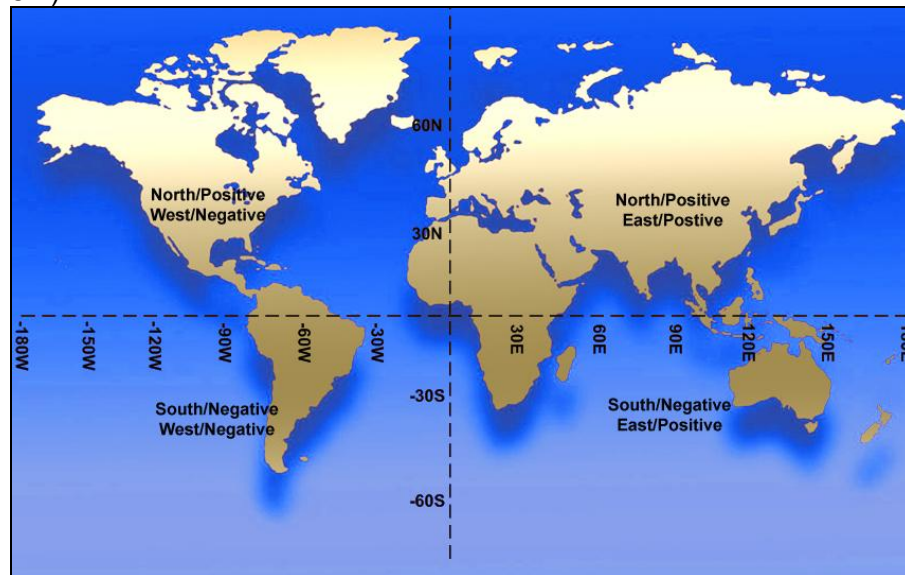 60N
North/Positive
West/Negative
North/Positive
East/Postive
30N
-180W
-150W
-120W
-90W
-60W
-30W
30E
60E
90E
120E
150E
-30S
South/Negative
West/Negative
South/Negative
East/Positive
-60S